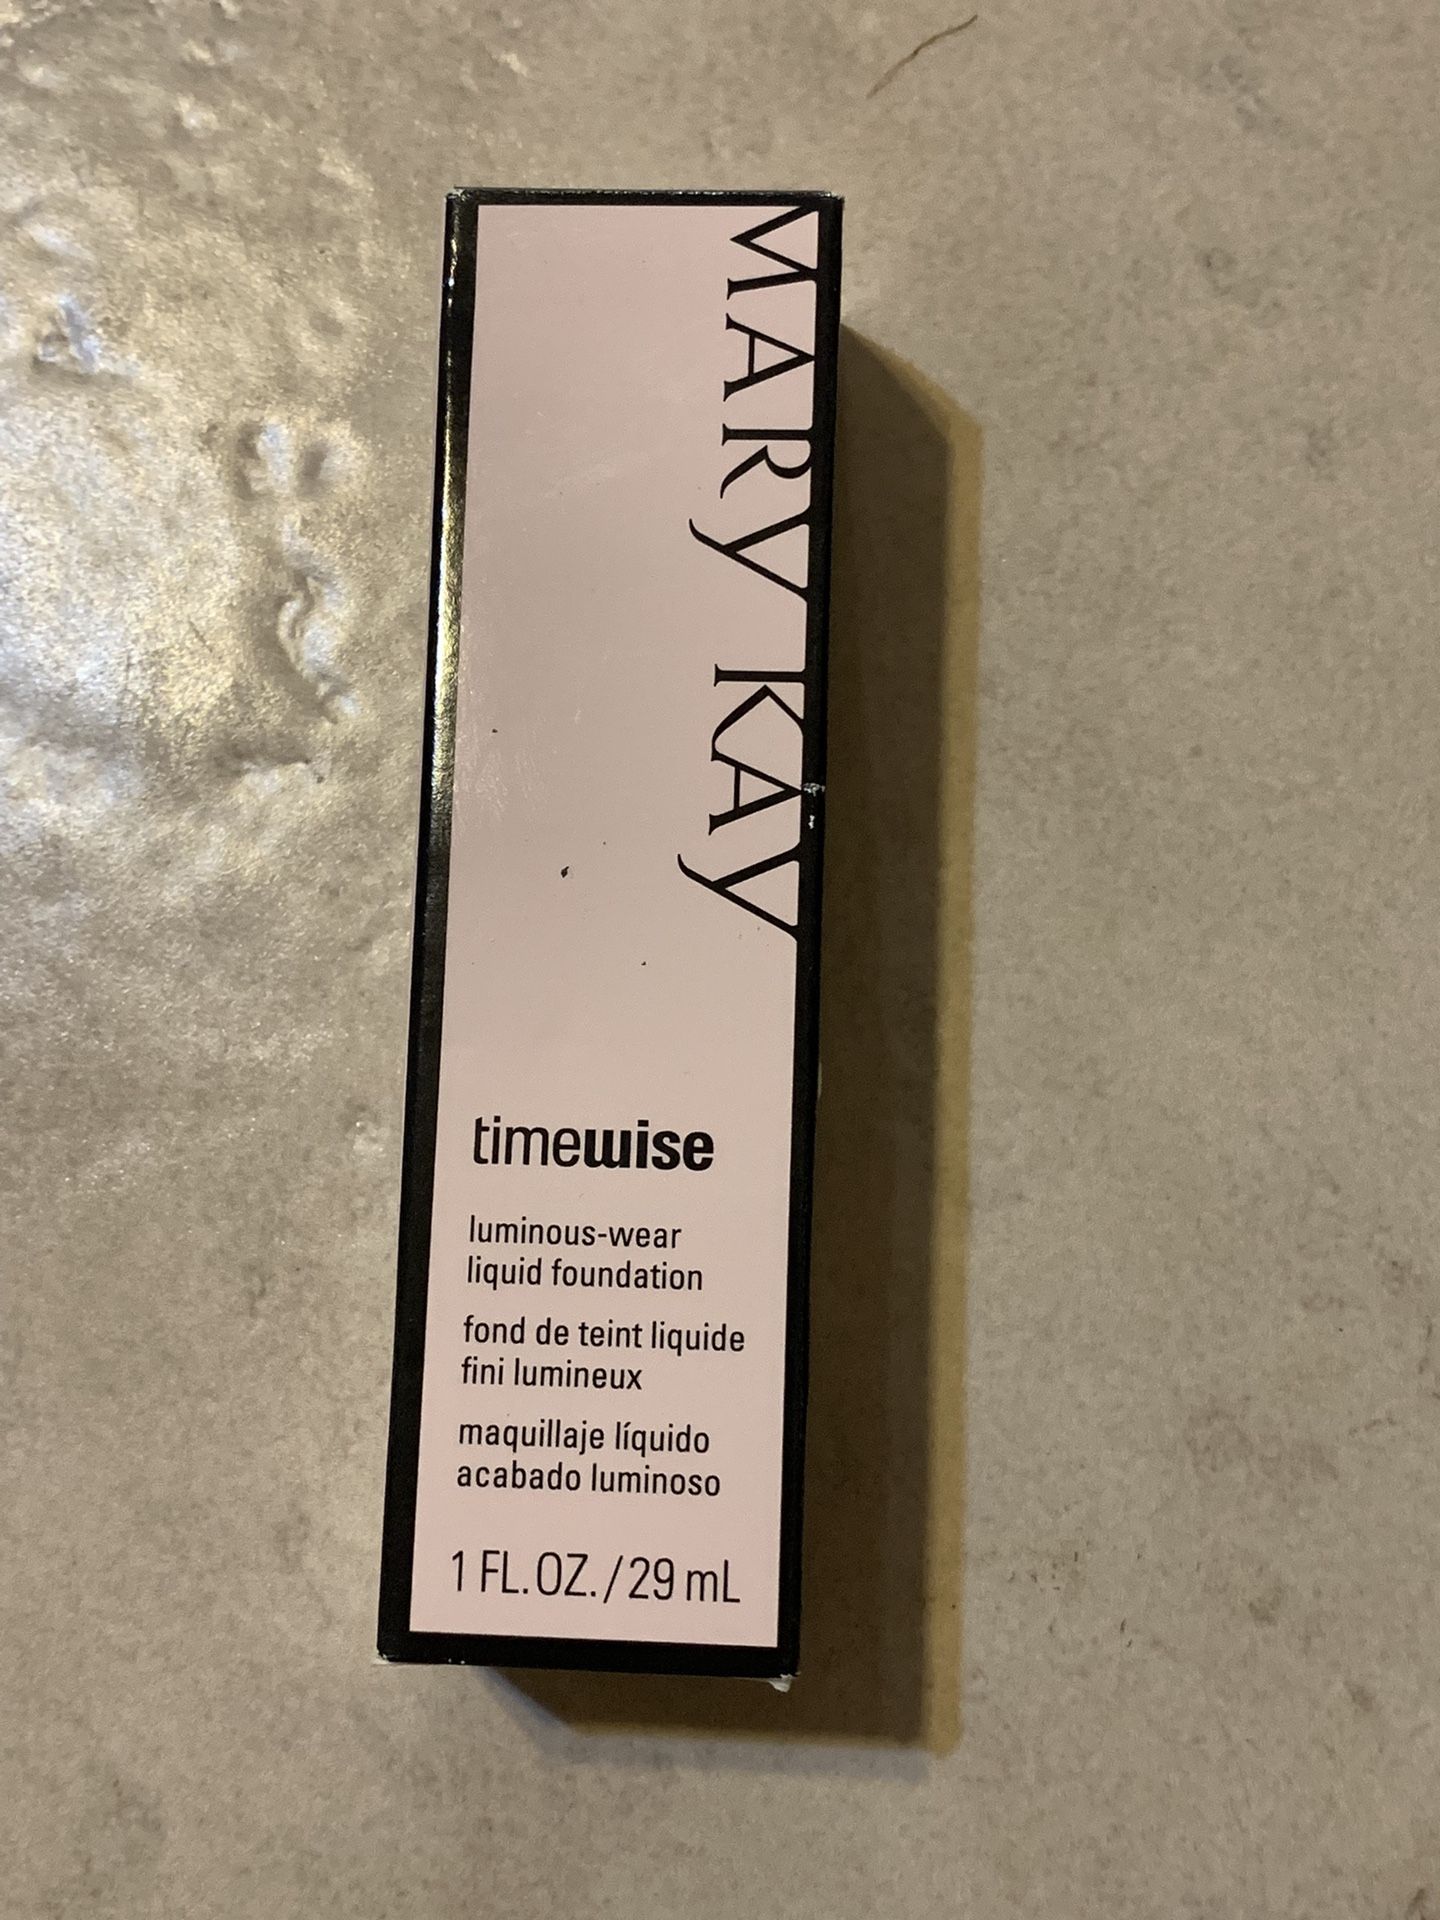 MARY KAY
timewise
luminous-wear
liquid foundation
fond de teint liquide
fini lumineux
maquillaje líquido
acabado luminoso
1 FL.OZ./29 mL